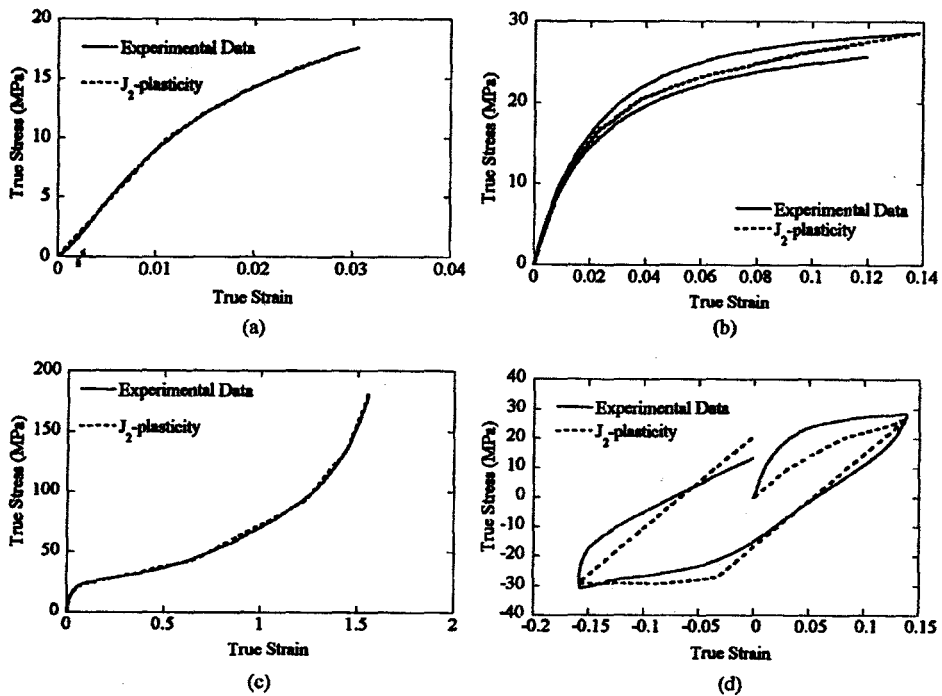 20
15
10
5
0
True Stress (MPa)
Experimental Data
J2-plasticity
0 0.01 0.02 0.03 0.04
True Strain
(a)
30
20
10
0
True Stress (MPa)
Experimental Data
J2-plasticity
0 0.02 0.04 0.06 0.08 0.1 0.12 0.14
True Strain
(b)
200
150
100
50
0
True Stress (MPa)
Experimental Data
J2-plasticity
0 0.5 1 1.5 2
True Strain
(c)
40
30
20
10
0
-10
-20
-30
-40
True Stress (MPa)
Experimental Data
J2-plasticity
-0.2 -0.15 -0.1 -0.05 0 0.05 0.1 0.15
True Strain
(d)